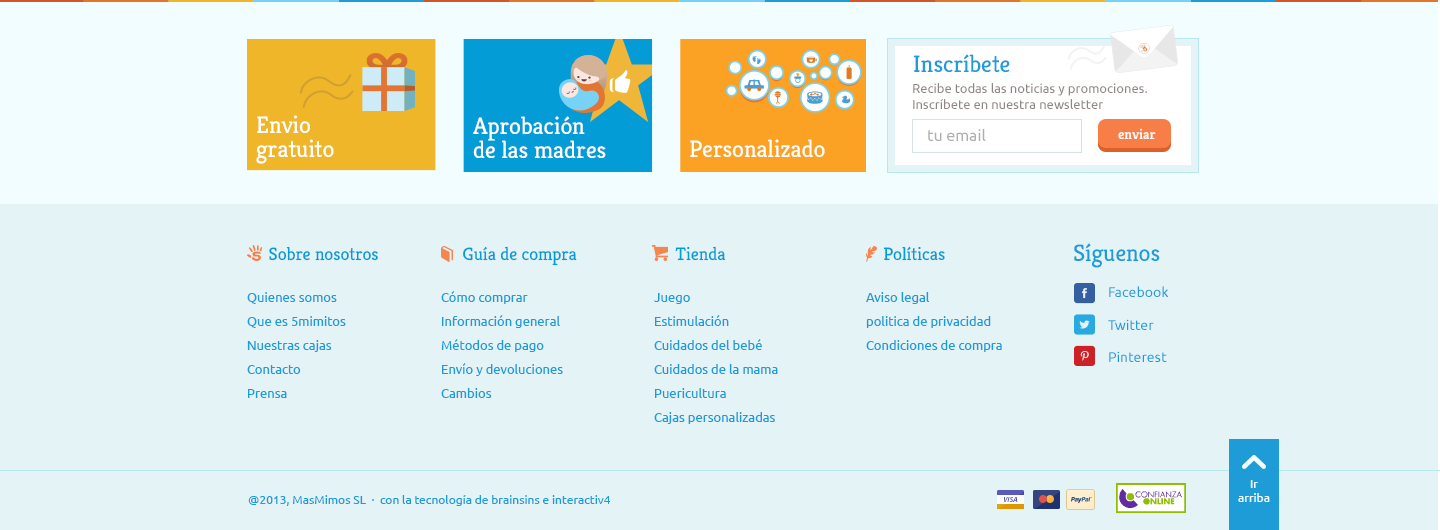 Envio
gratuito
Aprobación
de las madres
Personalizado
Inscríbete
Recibe todas las noticias y promociones.
Inscríbete en nuestra newsletter
tu email
enviar
Sobre nosotros
Quienes somos
Que es 5mimitos
Nuestras cajas
Contacto
Prensa
Guía de compra
Cómo comprar
Información general
Métodos de pago
Envío y devoluciones
Cambios
Tienda
Juego
Estimulación
Cuidados del bebé
Cuidados de la mama
Puericultura
Cajas personalizadas
Políticas
Aviso legal
politica de privacidad
Condiciones de compra
Síguenos
Facebook
Twitter
Pinterest
@2013, MasMimos SL · con la tecnología de brainsins e interactiv4
VISA
PayPal
CONFIANZA
ONLINE
Ir
arriba